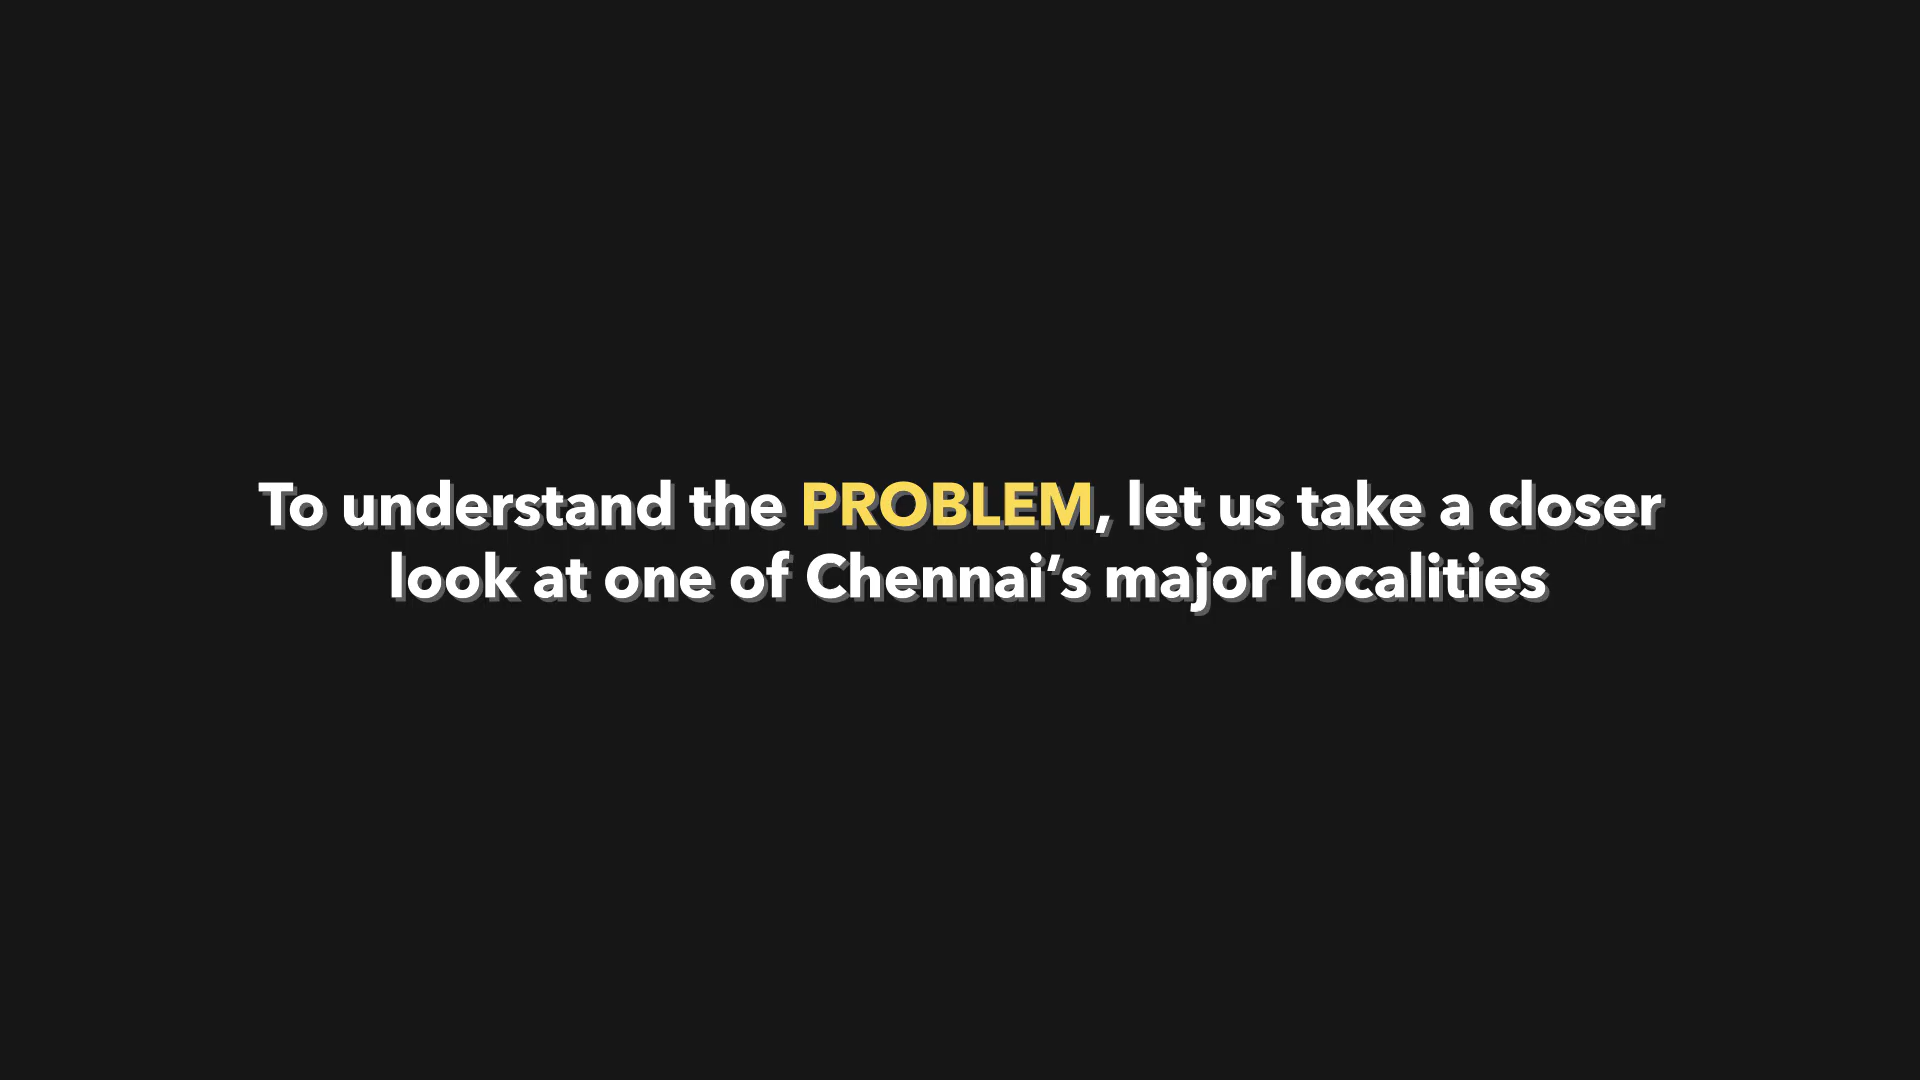 To understand the PROBLEM, let us take a closer
look at one of Chennai’s major localities